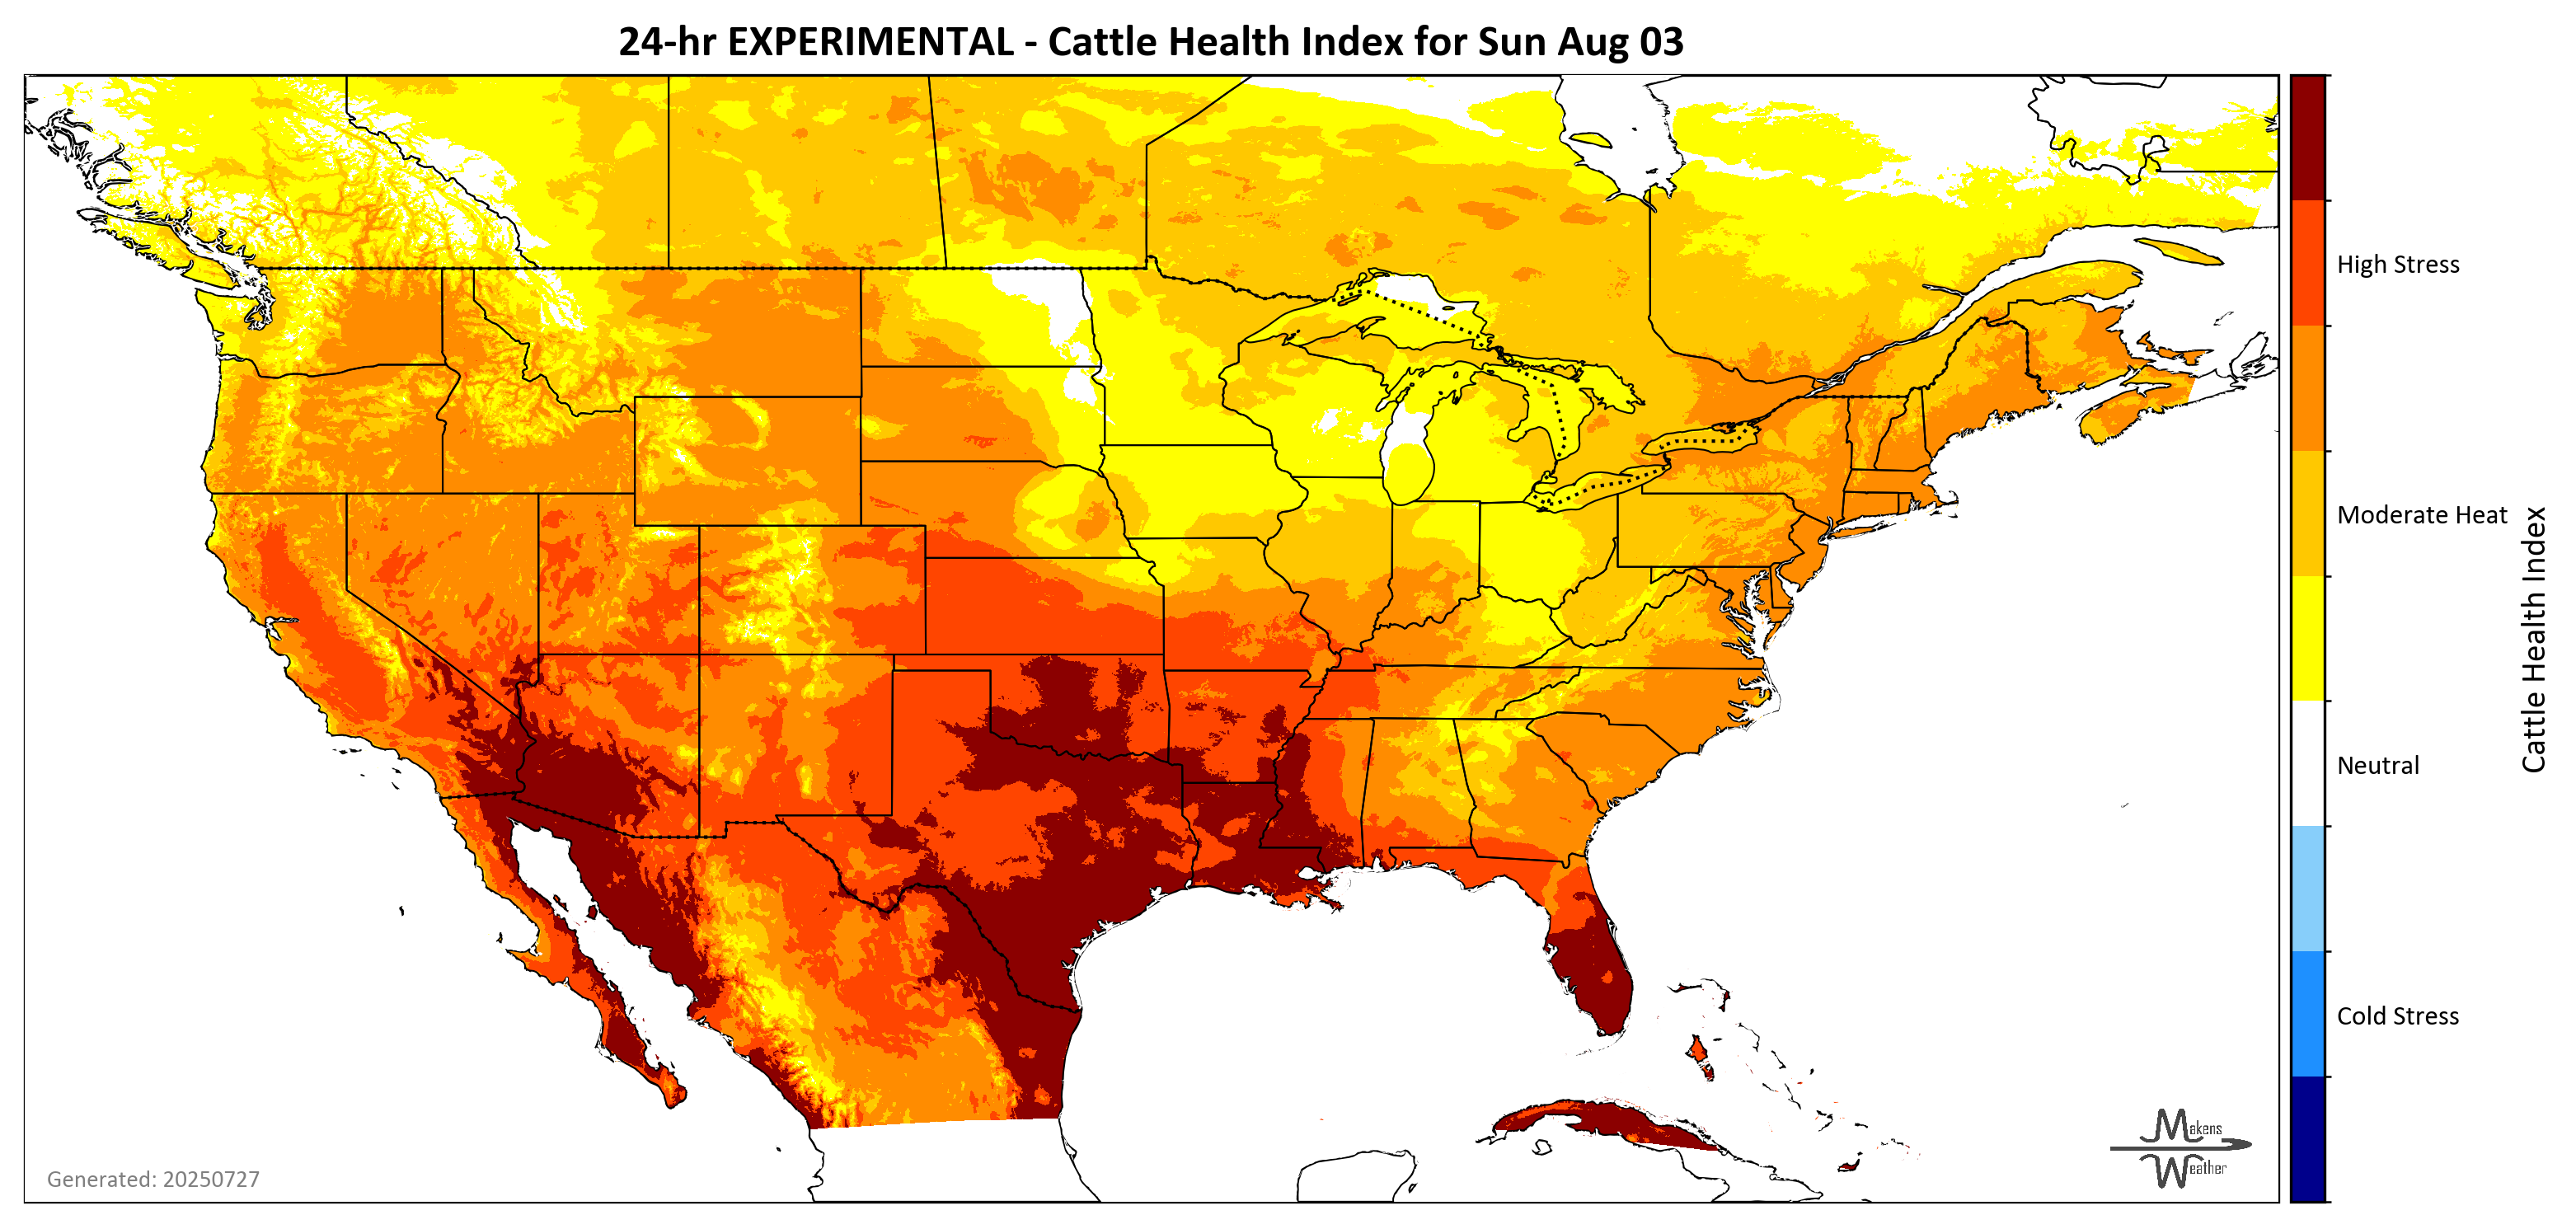 24-hr EXPERIMENTAL - Cattle Health Index for Sun Aug 03
High Stress
Moderate Heat
Neutral
Cold Stress
Cattle Health Index
Makens
Weather
Generated: 20250727